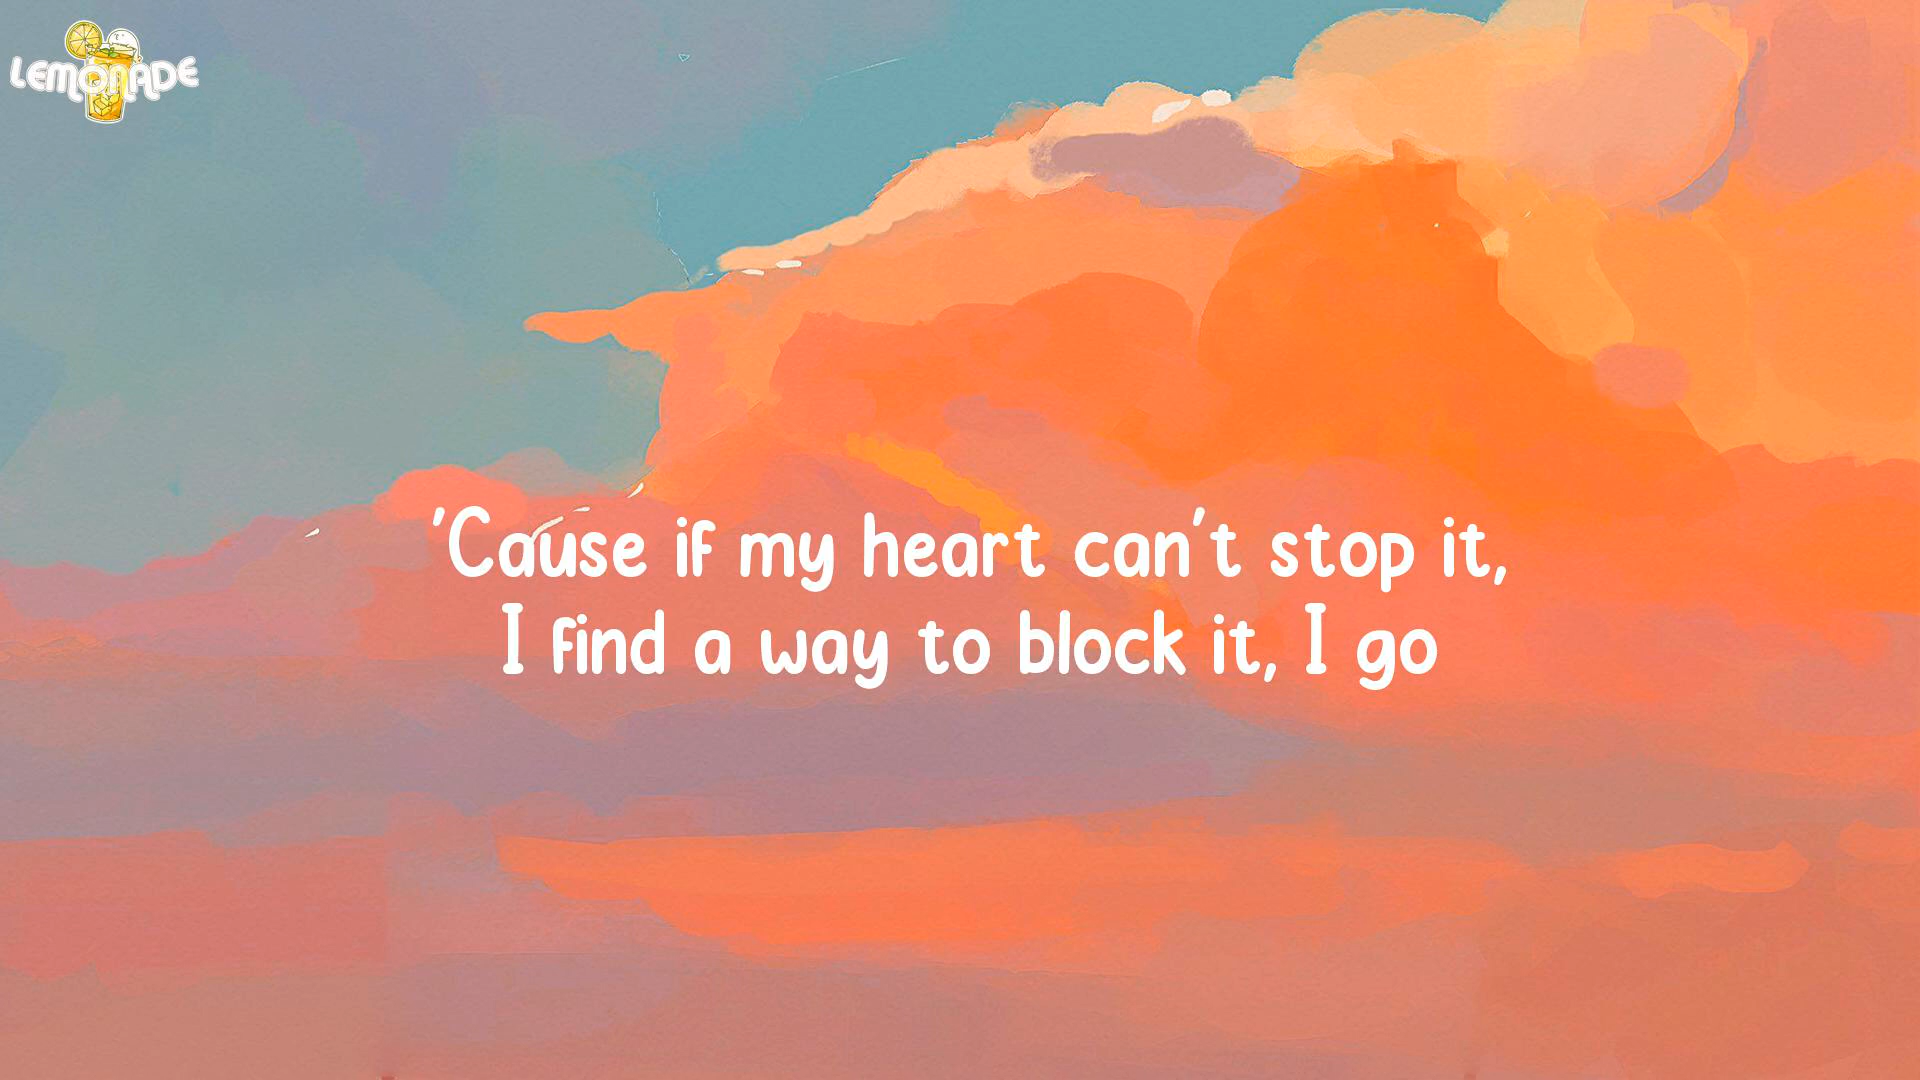 LEMONADE
'Cause if my heart can't stop it,
I find a way to block it, I go